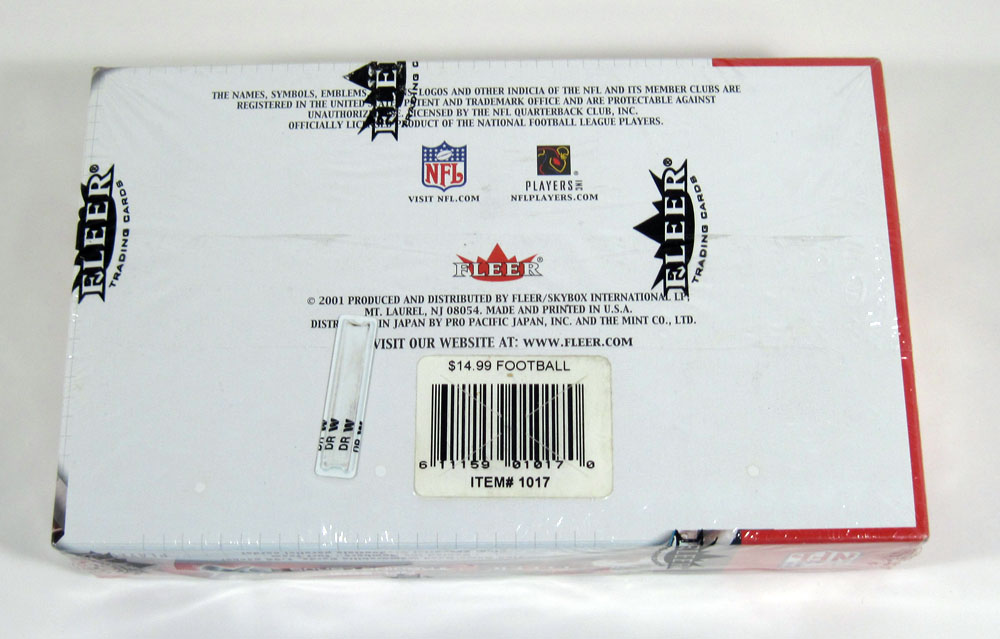 THE NAMES, SYMBOLS, EMBLEMS LOGOS AND OTHER INDICIA OF THE NFL AND ITS MEMBER CLUBS ARE
REGISTERED IN THE UNITED AND TRADEMARK OFFICE AND ARE PROTECTABLE AGAINST
LICENSED BY THE NFL QUARTERBACK CLUB, INC.
OFFICIALLY PRODUCT OF THE NATIONAL FOOTBALL LEAGUE PLAYERS.
FLE
TRADING C
NFL
VISIT NFL.COM
PLAYERS INC®
NFLPLAYERS.COM
FLEER®
TRADING CARDS
FLEER®
TRADING CARDS
FLEER®
© 2001 PRODUCED AND DISTRIBUTED BY FLEER/SKYBOX INTERNATIONAL LP,
MT. LAUREL, NJ 08054. MADE AND PRINTED IN U.S.A.
DISTR IN JAPAN BY PRO PACIFIC JAPAN, INC. AND THE MINT CO., LTD.
VISIT OUR WEBSITE AT: WWW.FLEER.COM
$14.99 FOOTBALL
6 11159 01017 0
ITEM# 1017
DR W
DR W